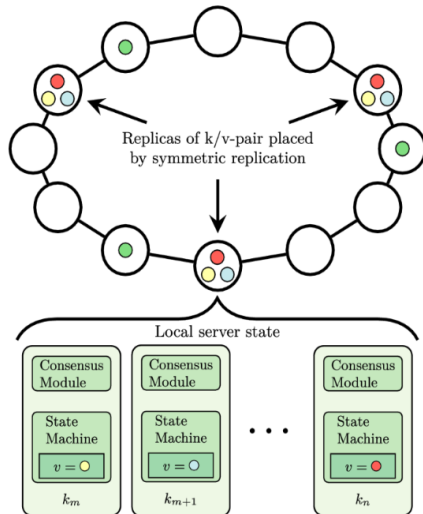 Replicas of k/v-pair placed
by symmetric replication
Local server state
Consensus
Module
State
Machine
v =
k_m
Consensus
Module
State
Machine
v =
k_{m+1}
· · ·
Consensus
Module
State
Machine
v =
k_n